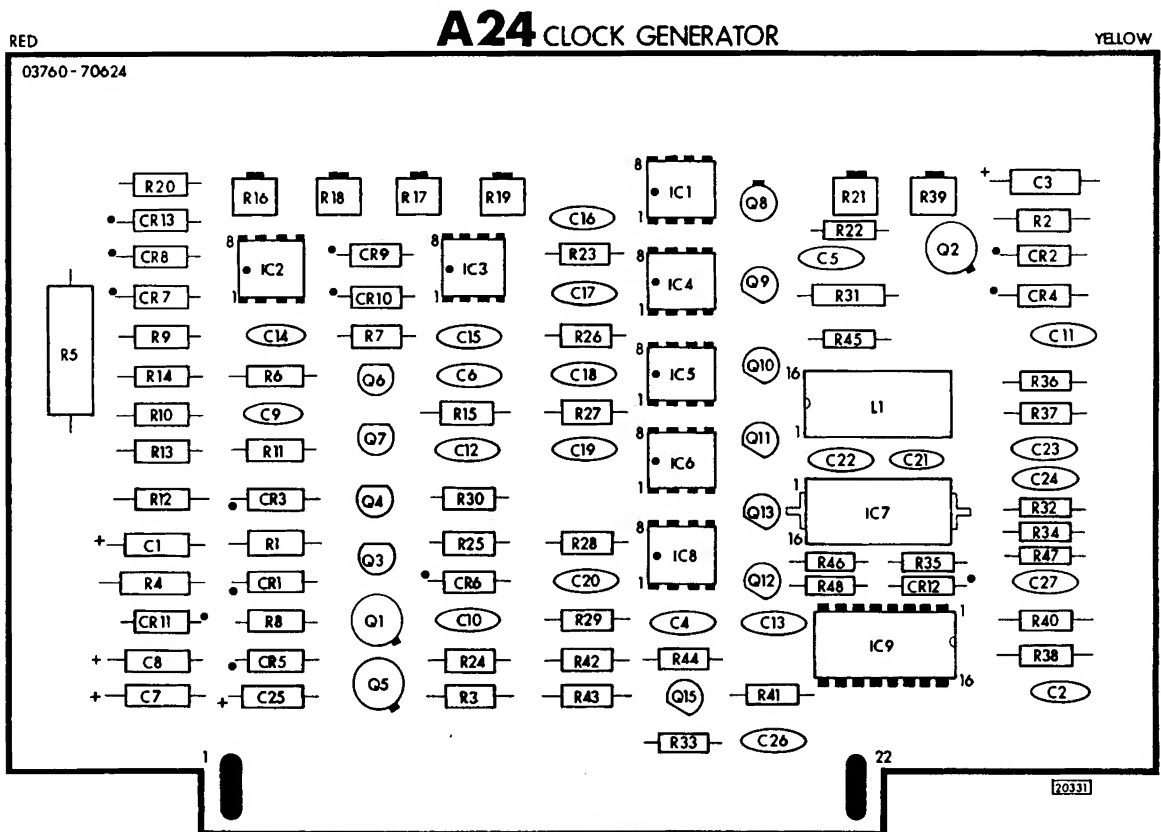 A24 CLOCK GENERATOR
RED
YELLOW
03760-70624
R20
R16
R18
R17
R19
8
IC1
1
Q8
R21
R39
+
C3
CR13
C16
R22
R2
CR8
8
IC2
1
CR9
8
IC3
1
R23
8
IC4
1
Q9
C5
Q2
CR2
CR7
CR10
C17
R31
CR4
R5
R9
C14
R7
C15
R26
R45
C11
R14
R6
Q6
C6
C18
8
IC5
1
Q10
16
L1
1
R36
R10
C9
R15
R27
R37
R13
R11
Q7
C12
C19
8
IC6
1
Q11
C22
C21
C23
C24
R12
CR3
Q4
R30
Q13
1
IC7
16
R32
R34
+
C1
R1
Q3
R25
R28
8
IC8
1
R46
R35
R47
R4
CR1
CR6
C20
Q12
R48
CR12
C27
CR11
R8
Q1
C10
R29
C4
C13
1
IC9
16
R40
+
C8
CR5
R24
R42
R44
R38
+
C7
+
C25
Q5
R3
R43
Q15
R41
C2
R33
C26
1
22
20331